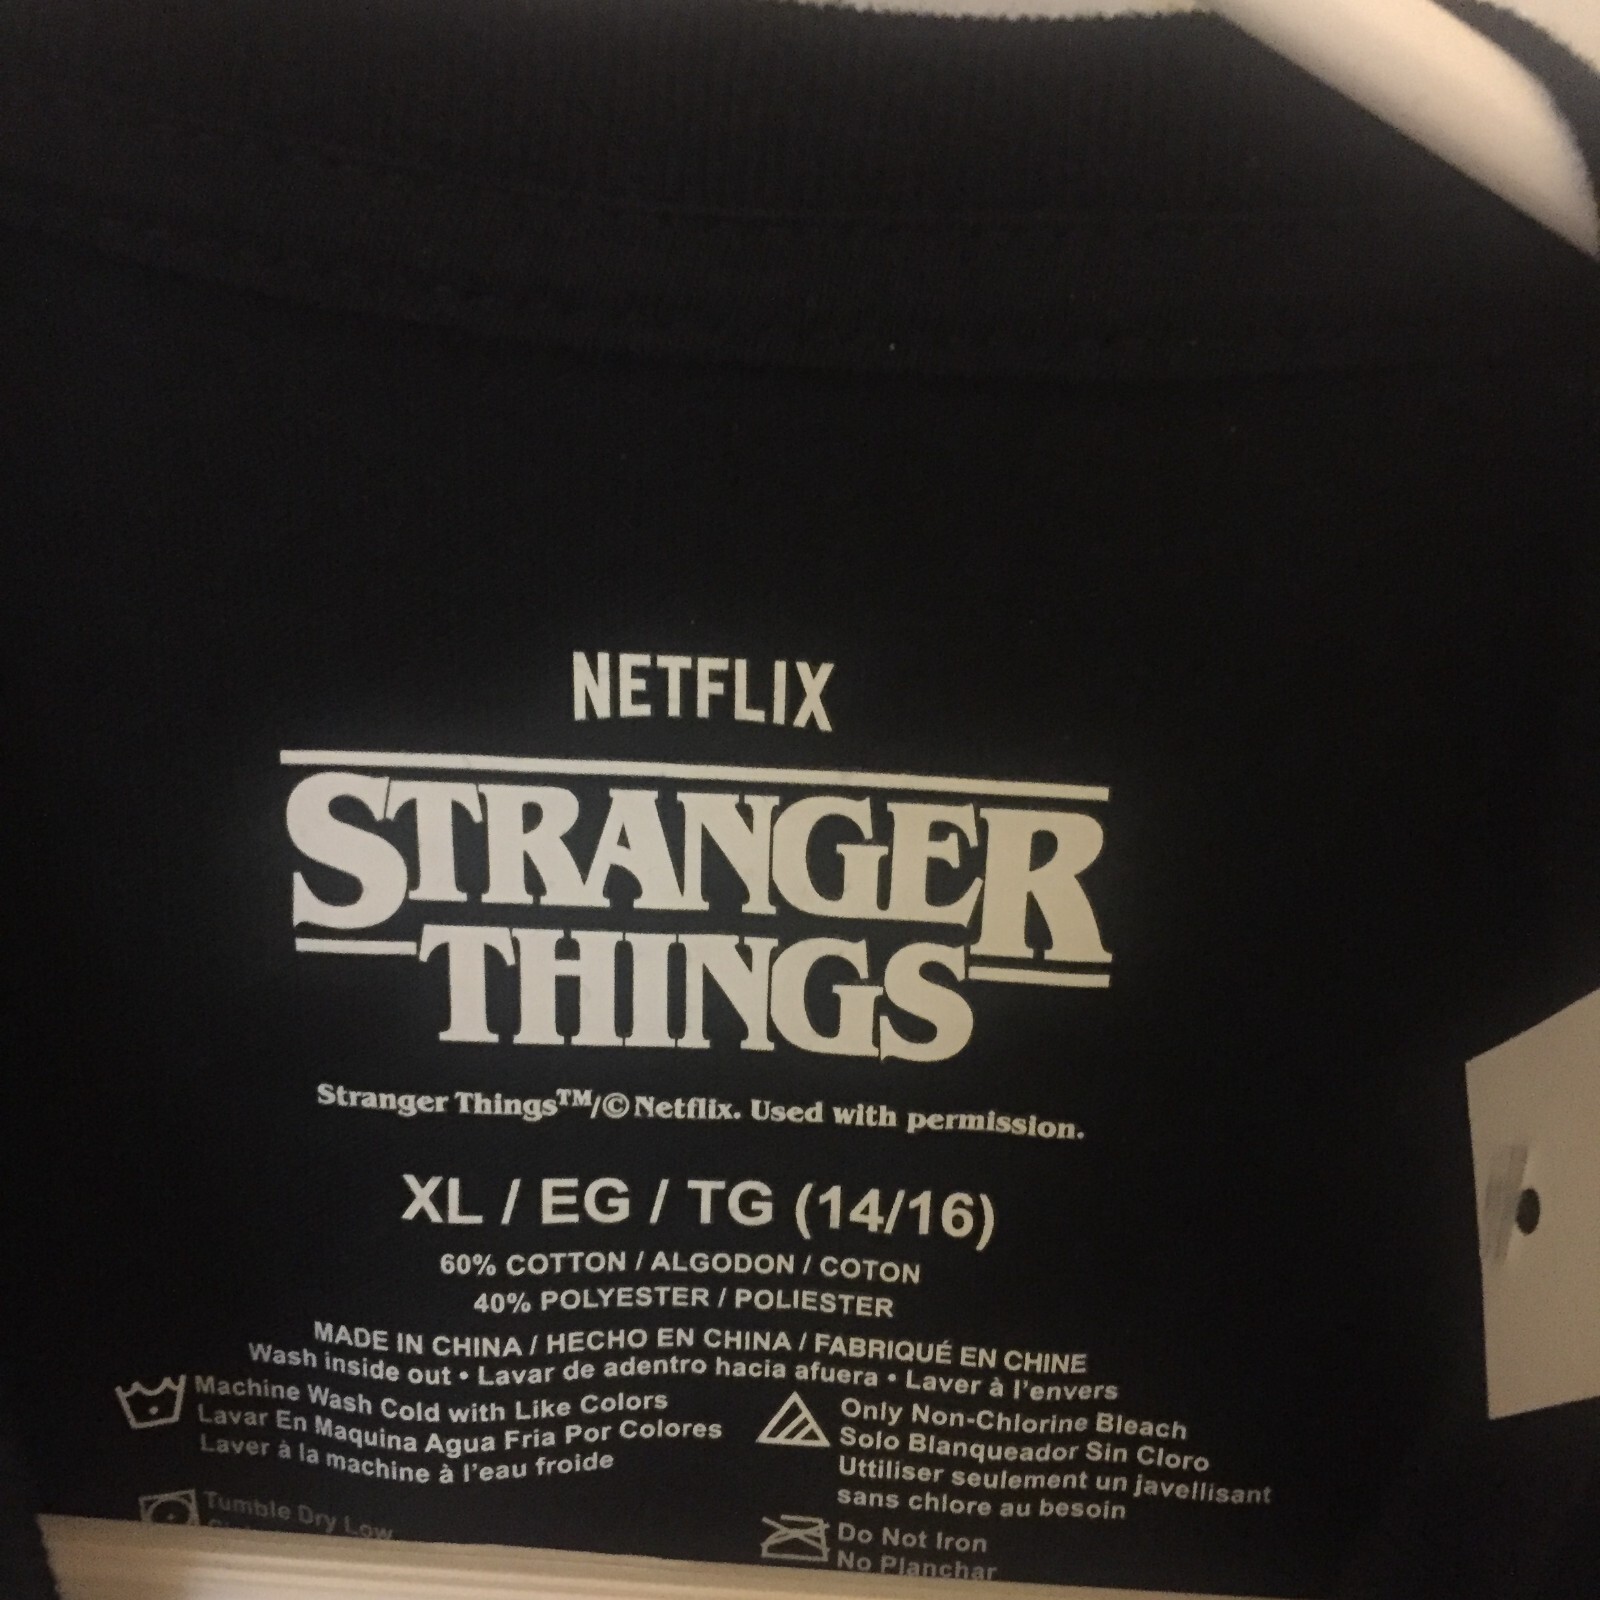 NETFLIX
STRANGER
THINGS
Stranger Things™/© Netflix. Used with permission.
XL / EG / TG (14/16)
60% COTTON / ALGODON / COTON
40% POLYESTER / POLIESTER
MADE IN CHINA / HECHO EN CHINA / FABRIQUÉ EN CHINE
Wash inside out • Lavar de adentro hacia afuera • Laver à l'envers
Machine Wash Cold with Like Colors
Lavar En Maquina Agua Fria Por Colores
Laver à la machine à l'eau froide
Only Non-Chlorine Bleach
Solo Blanqueador Sin Cloro
Uttiliser seulement un javellisant
sans chlore au besoin
Tumble Dry Low
Do Not Iron
No Planchar